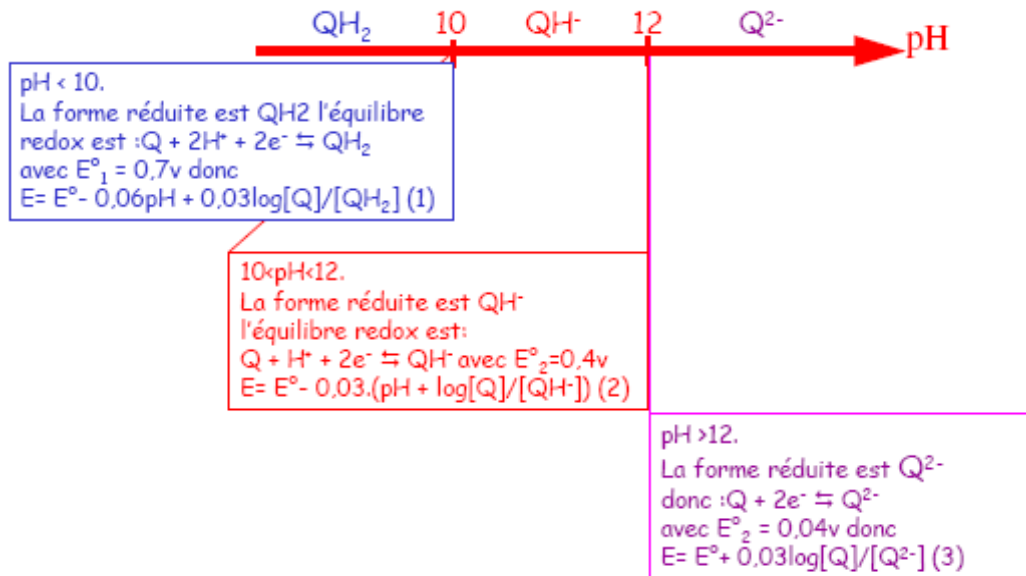 QH₂ 10 QH⁻ 12 Q²⁻
pH
pH < 10.
La forme réduite est QH2 l'équilibre
redox est :Q + 2H⁺ + 2e⁻ ⇆ QH₂
avec E°₁ = 0,7v donc
E= E°- 0,06pH + 0,03log[Q]/[QH₂] (1)
10<pH<12.
La forme réduite est QH⁻
l'équilibre redox est:
Q + H⁺ + 2e⁻ ⇆ QH⁻ avec E°₂=0,4v
E= E°- 0,03.(pH + log[Q]/[QH⁻]) (2)
pH >12.
La forme réduite est Q²⁻
donc :Q + 2e⁻ ⇆ Q²⁻
avec E°₂ = 0,04v donc
E= E°+ 0,03log[Q]/[Q²⁻] (3)